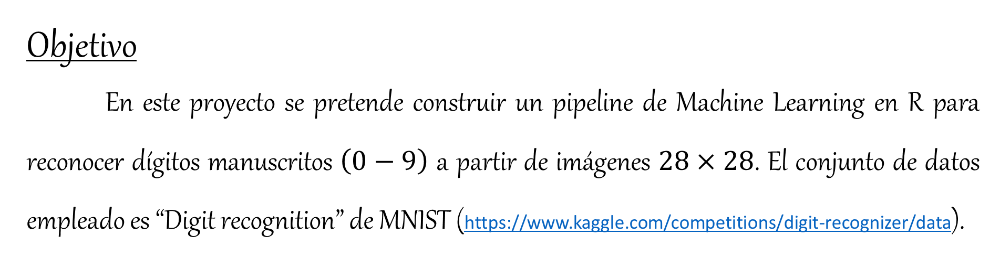 Objetivo
En este proyecto se pretende construir un pipeline de Machine Learning en R para
reconocer dígitos manuscritos (0 − 9) a partir de imágenes 28 × 28. El conjunto de datos
empleado es “Digit recognition” de MNIST (https://www.kaggle.com/competitions/digit-recognizer/data).